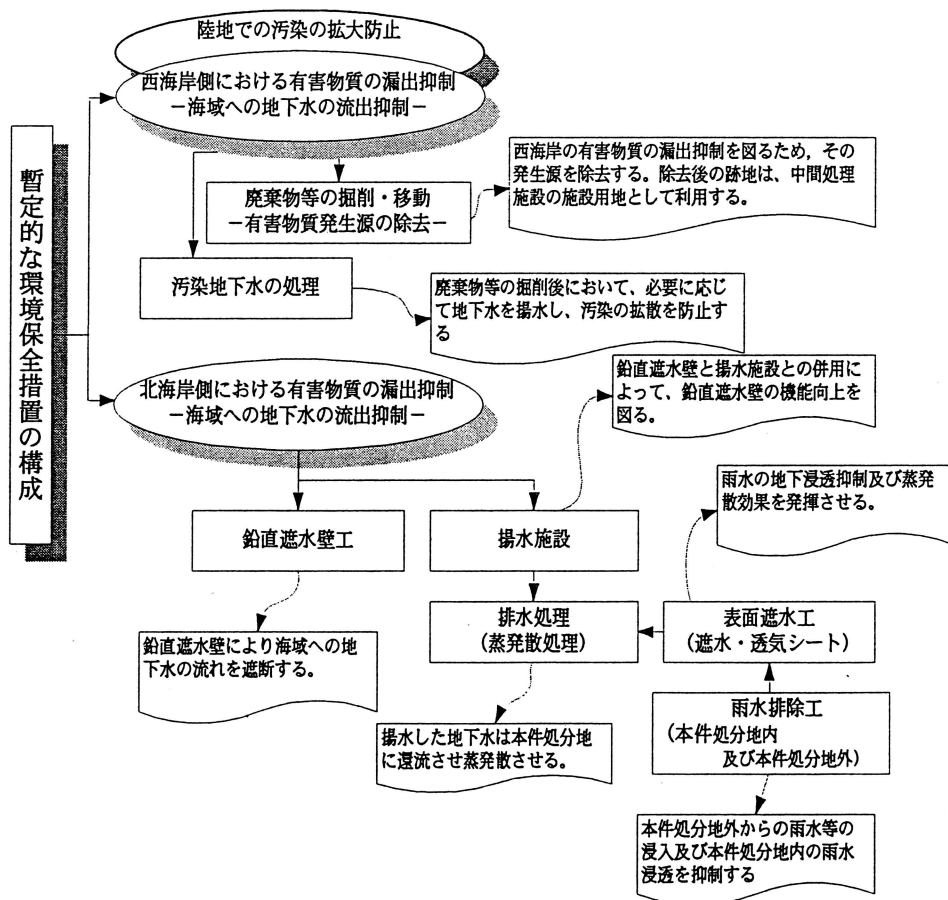 暫定的な環境保全措置の構成
陸地での汚染の拡大防止
西海岸側における有害物質の漏出抑制
−海域への地下水の流出抑制−
廃棄物等の掘削・移動
−有害物質発生源の除去−
西海岸の有害物質の漏出抑制を図るため，その
発生源を除去する。除去後の跡地は、中間処理
施設の施設用地として利用する。
汚染地下水の処理
廃棄物等の掘削後において、必要に応じ
て地下水を揚水し、汚染の拡散を防止す
る
北海岸側における有害物質の漏出抑制
−海域への地下水の流出抑制−
鉛直遮水壁と揚水施設との併用
によって、鉛直遮水壁の機能向上を
図る。
雨水の地下浸透抑制及び蒸発
散効果を発揮させる。
鉛直遮水壁工
揚水施設
排水処理
（蒸発散処理）
表面遮水工
（遮水・透気シート）
鉛直遮水壁により海域への地
下水の流れを遮断する。
雨水排除工
（本件処分地内
及び本件処分地外）
揚水した地下水は本件処分地
に還流させ蒸発散させる。
本件処分地外からの雨水等の
浸入及び本件処分地内の雨水
浸透を抑制する